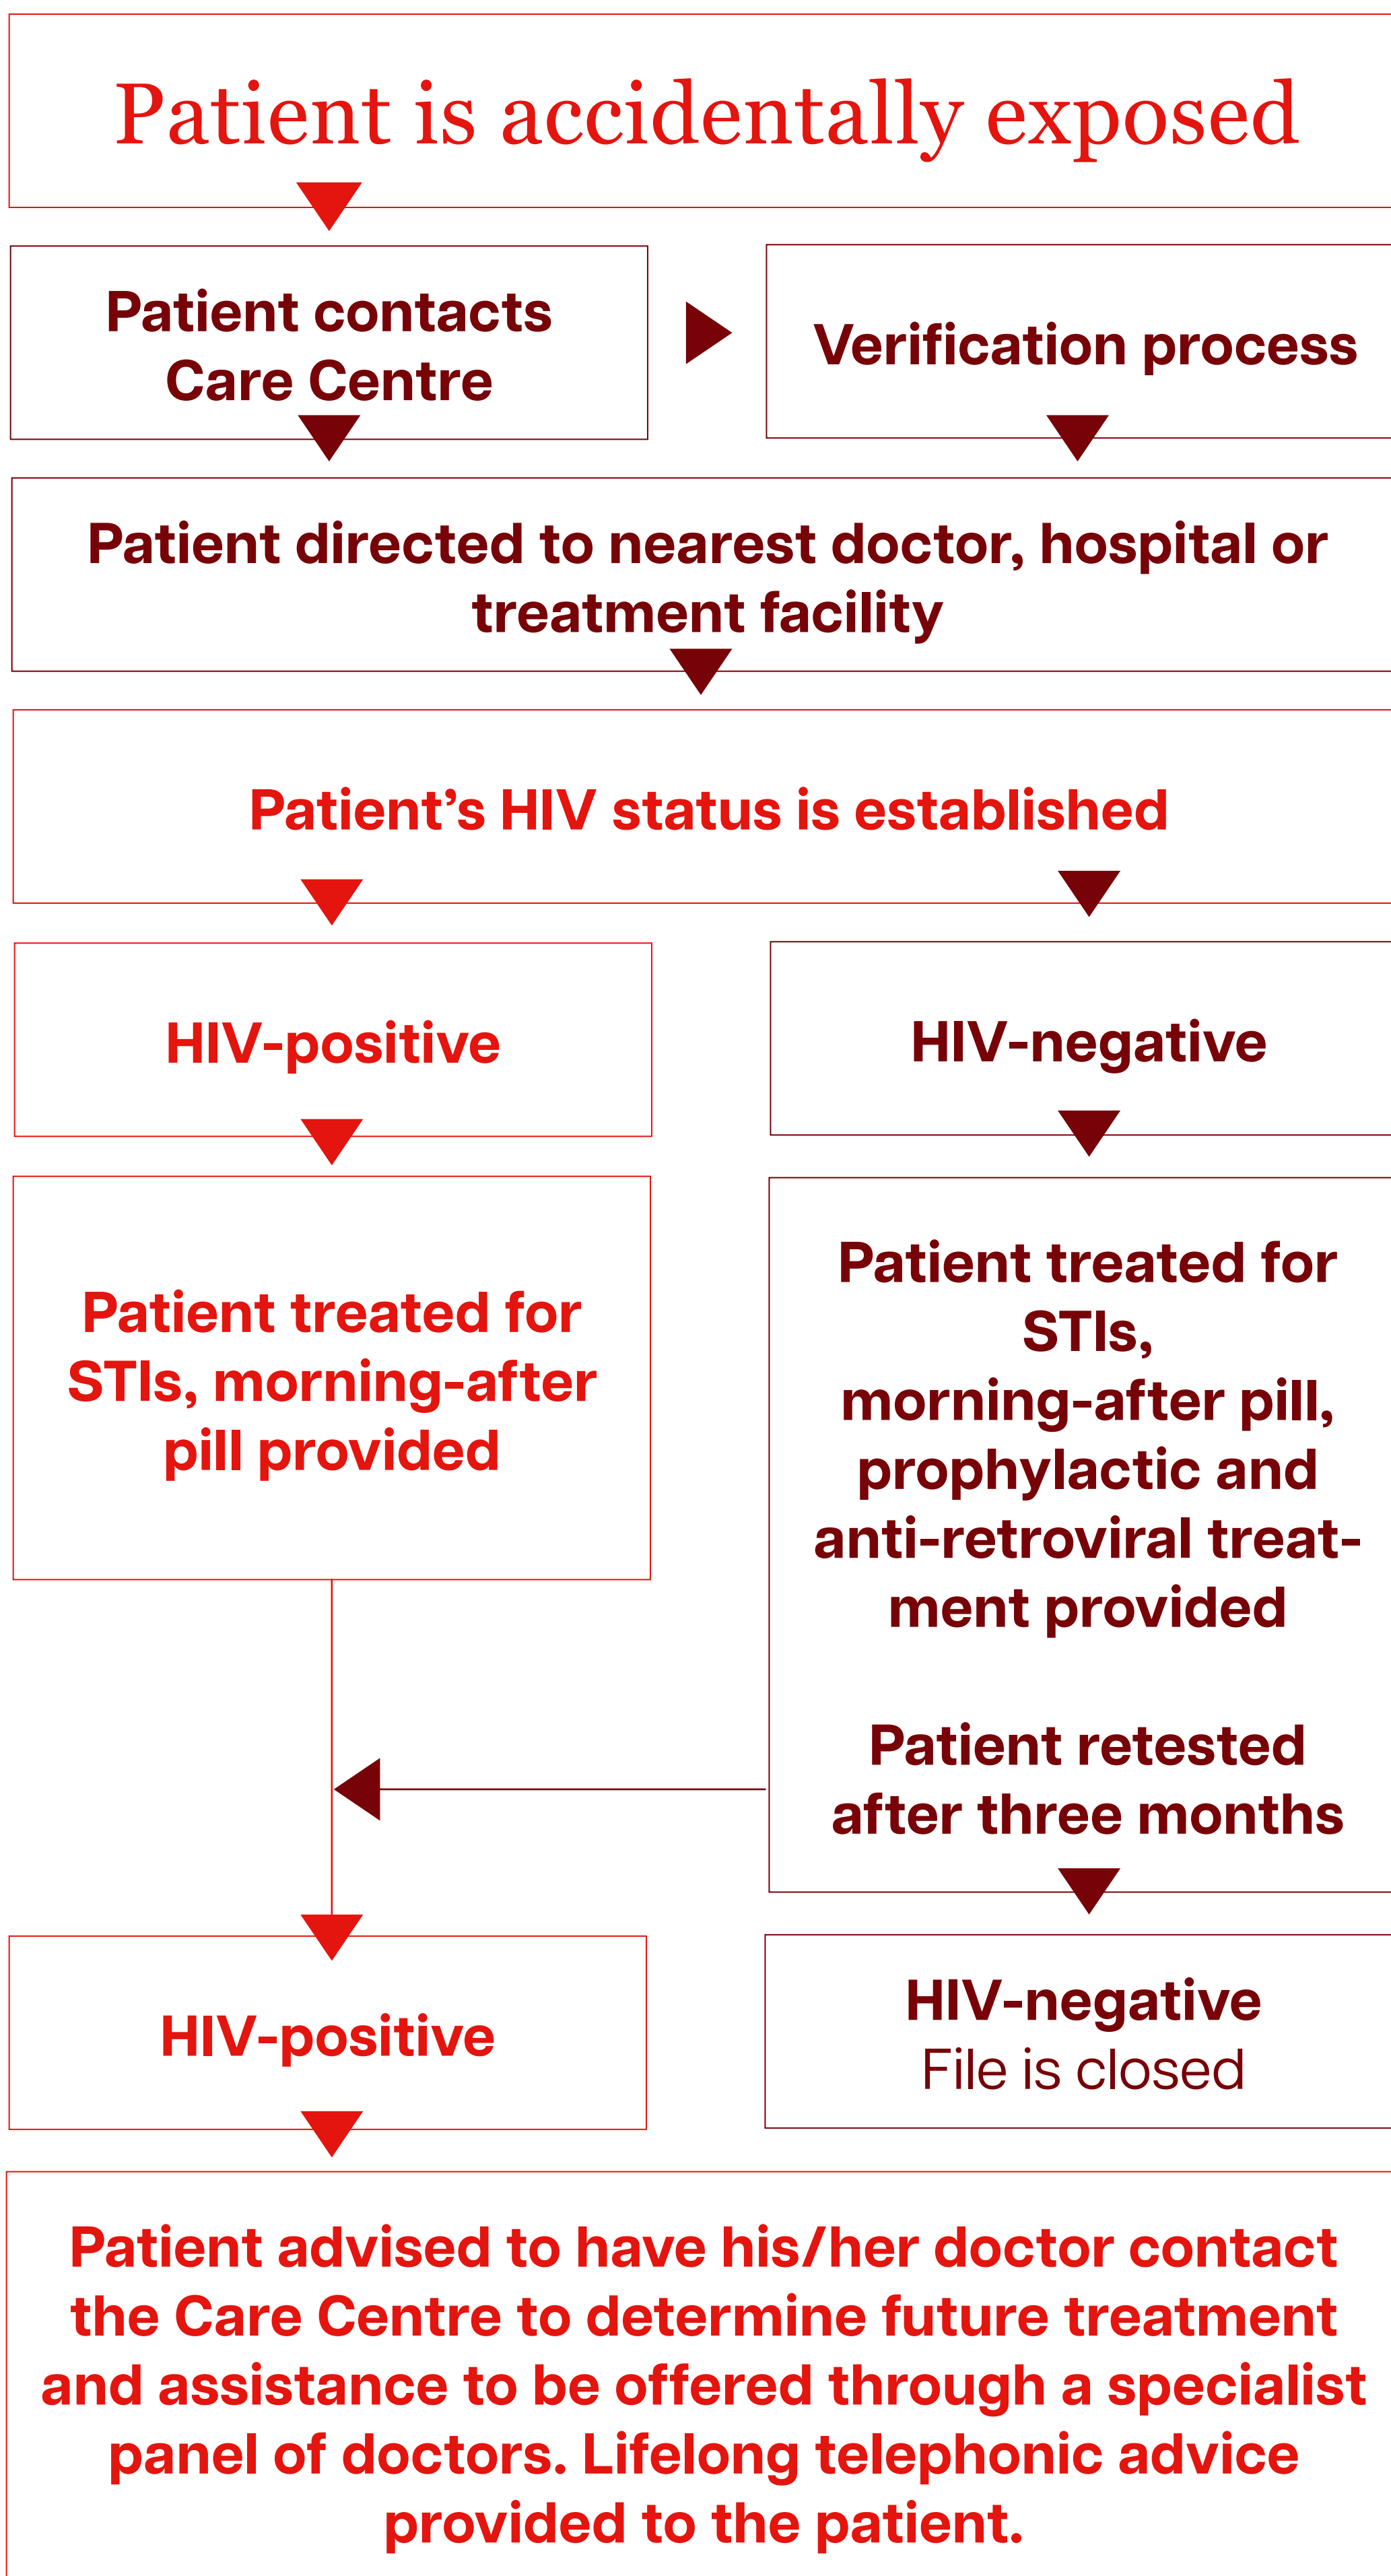 Patient is accidentally exposed
Patient contacts
Care Centre
Verification process
Patient directed to nearest doctor, hospital or
treatment facility
Patient’s HIV status is established
HIV-positive
HIV-negative
Patient treated for
STIs, morning-after
pill provided
Patient treated for
STIs,
morning-after pill,
prophylactic and
anti-retroviral treat-
ment provided
Patient retested
after three months
HIV-positive
HIV-negative
File is closed
Patient advised to have his/her doctor contact
the Care Centre to determine future treatment
and assistance to be offered through a specialist
panel of doctors. Lifelong telephonic advice
provided to the patient.